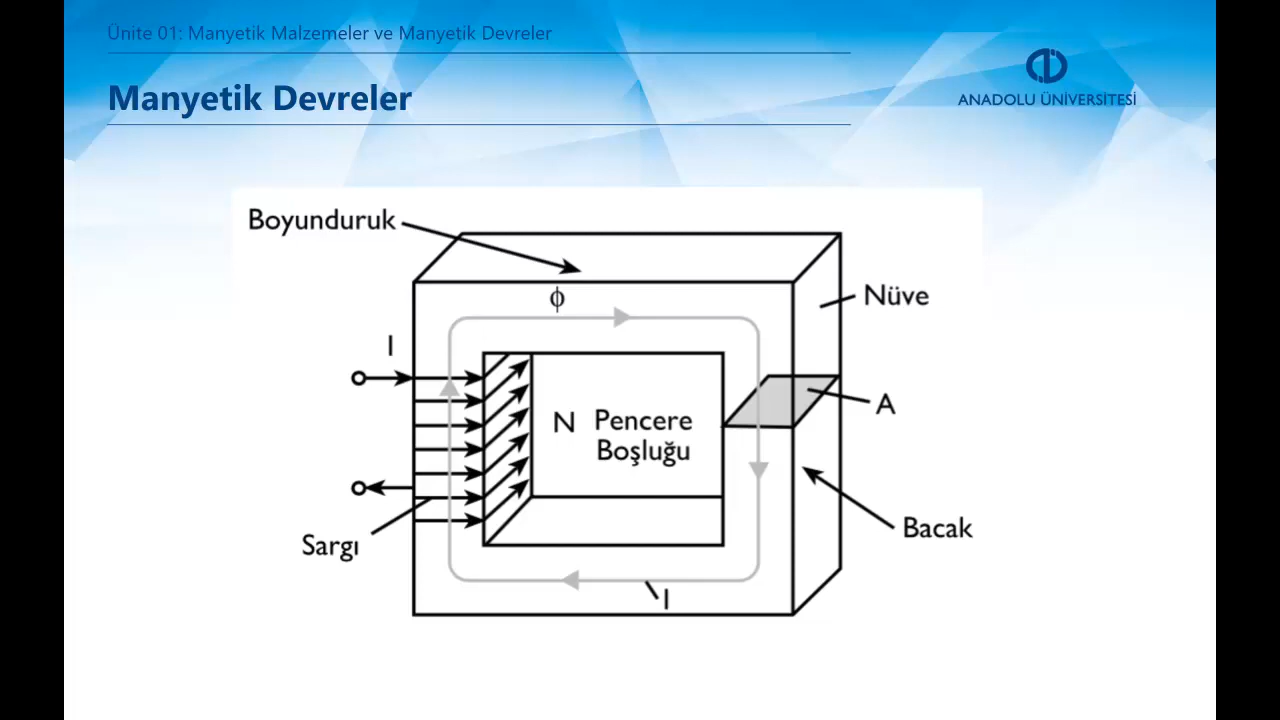 Ünite 01: Manyetik Malzemeler ve Manyetik Devreler
Manyetik Devreler
ANADOLU ÜNİVERSİTESİ
Boyunduruk
ϕ
Nüve
I
A
N Pencere
Boşluğu
Sargı
Bacak
l